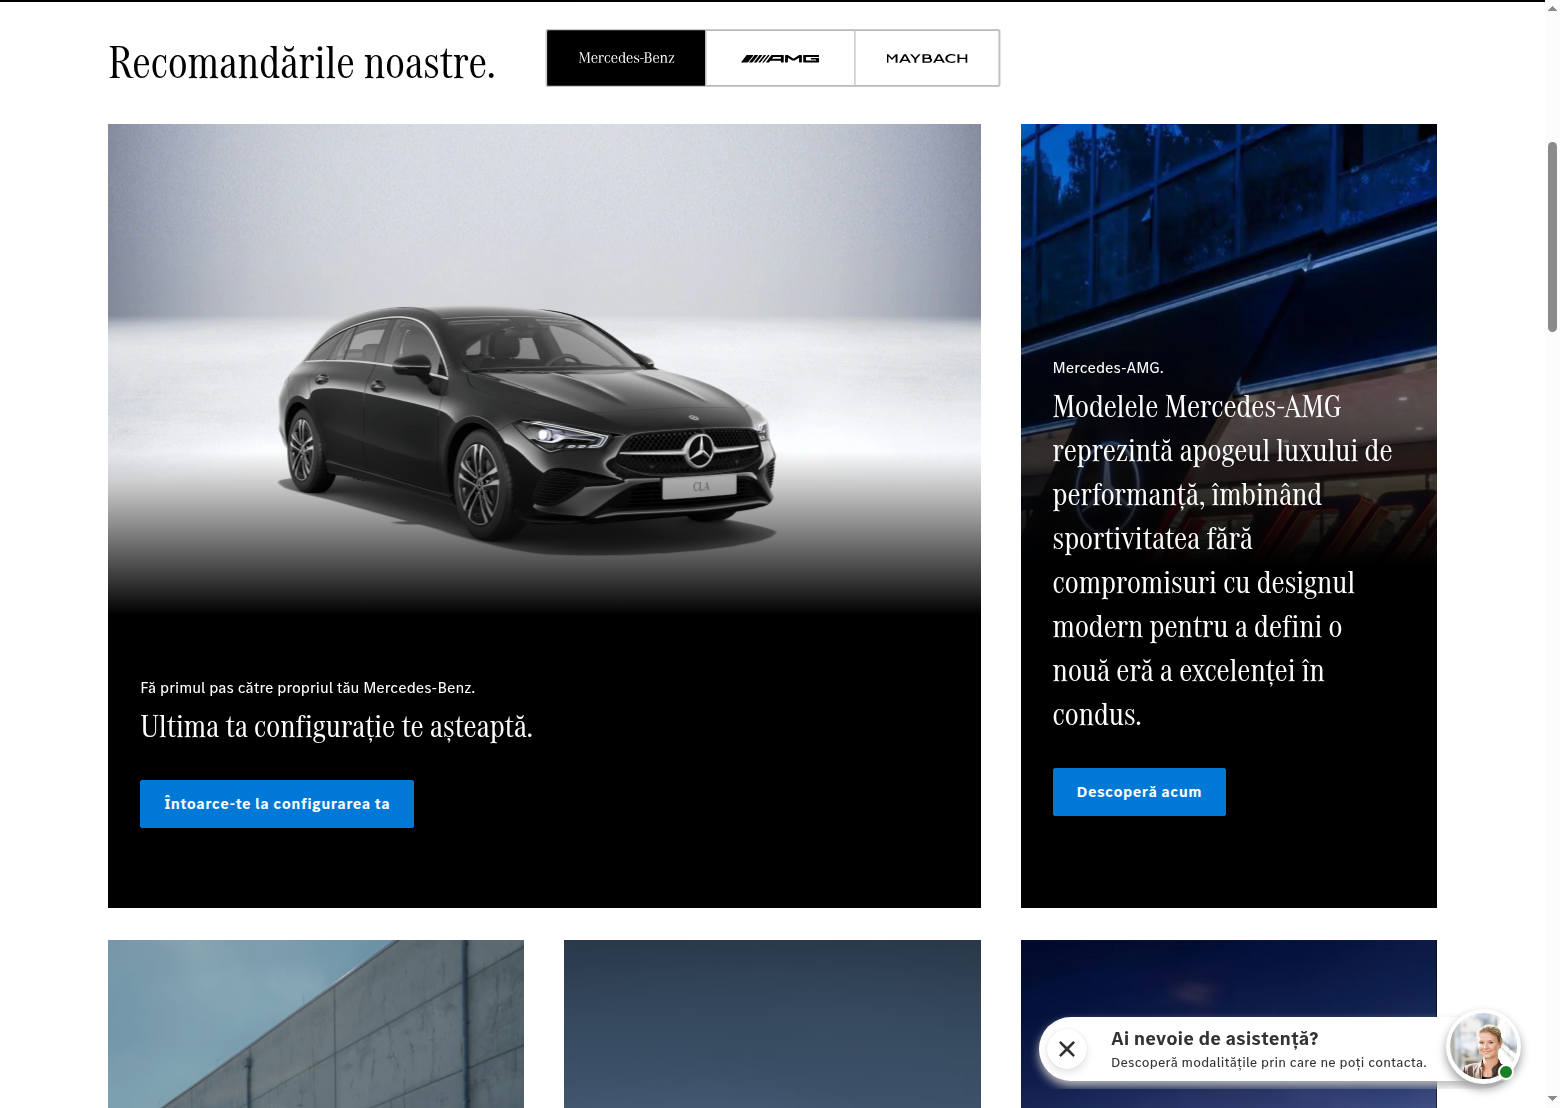 Recomandările noastre.
Mercedes-Benz
AMG
MAYBACH
CLA
Fă primul pas către propriul tău Mercedes-Benz.
Ultima ta configurație te așteaptă.
Întoarce-te la configurarea ta
Mercedes-AMG.
Modelele Mercedes-AMG
reprezintă apogeul luxului de
performanță, îmbinând
sportivitatea fără
compromisuri cu designul
modern pentru a defini o
nouă eră a excelenței în
condus.
Descoperă acum
Ai nevoie de asistență?
Descoperă modalitățile prin care ne poți contacta.